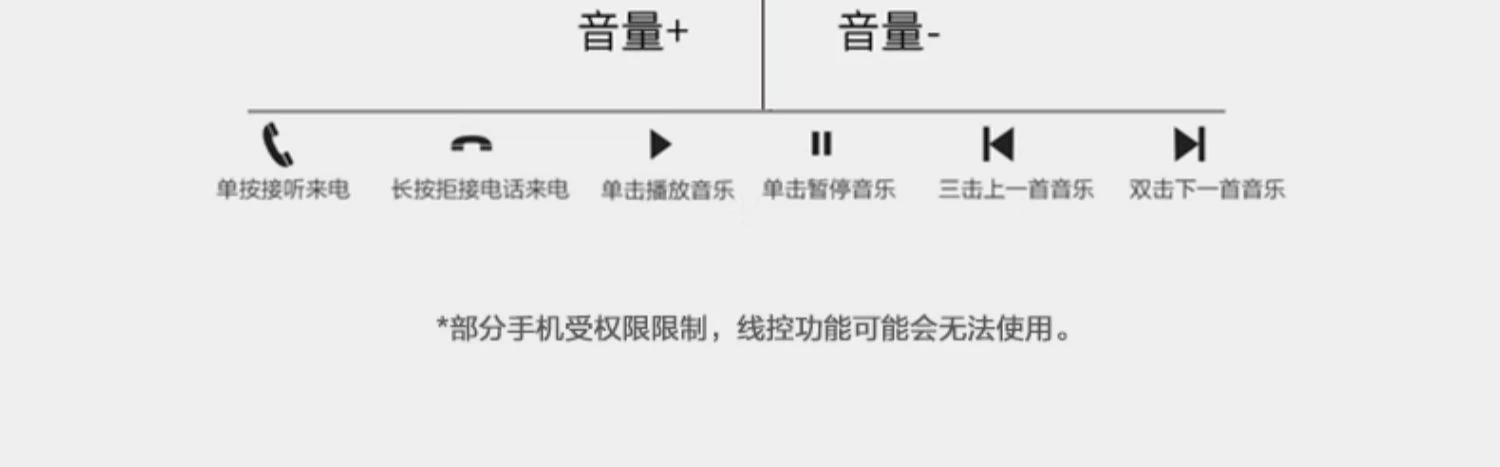 音量+ 音量-
单按接听来电 长按拒接电话来电 单击播放音乐 单击暂停音乐 三击上一首音乐 双击下一首音乐
*部分手机受权限限制，线控功能可能会无法使用。